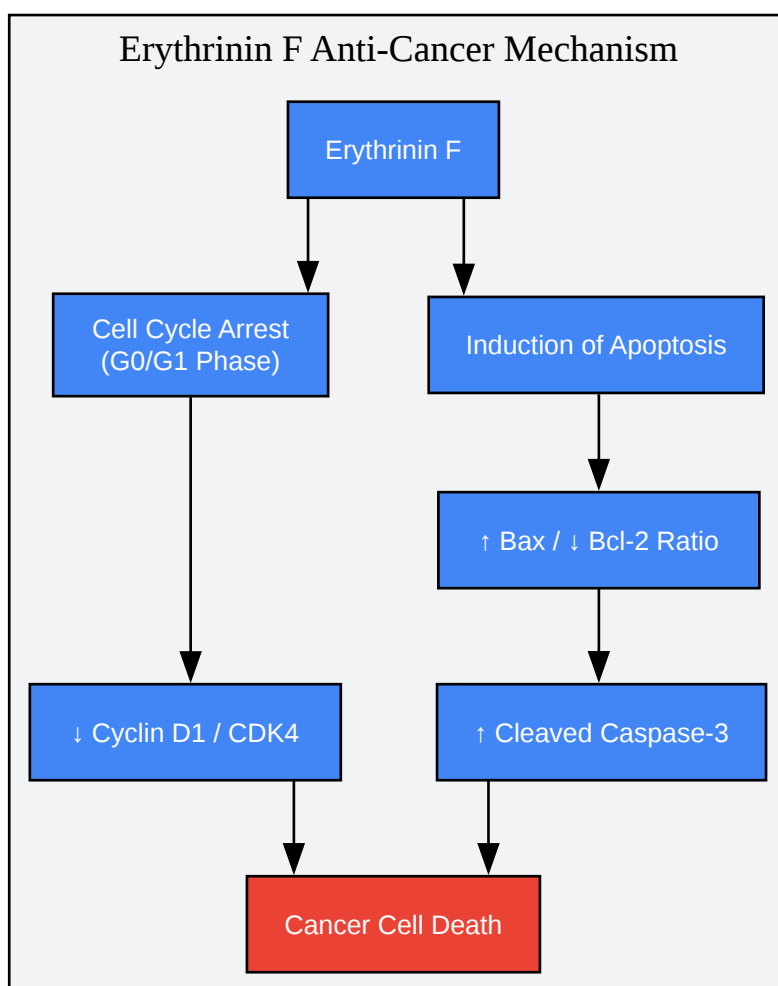 Erythrinin F Anti-Cancer Mechanism
Erythrinin F
Cell Cycle Arrest
(G0/G1 Phase)
Induction of Apoptosis
↑ Bax / ↓ Bcl-2 Ratio
↓ Cyclin D1 / CDK4
↑ Cleaved Caspase-3
Cancer Cell Death